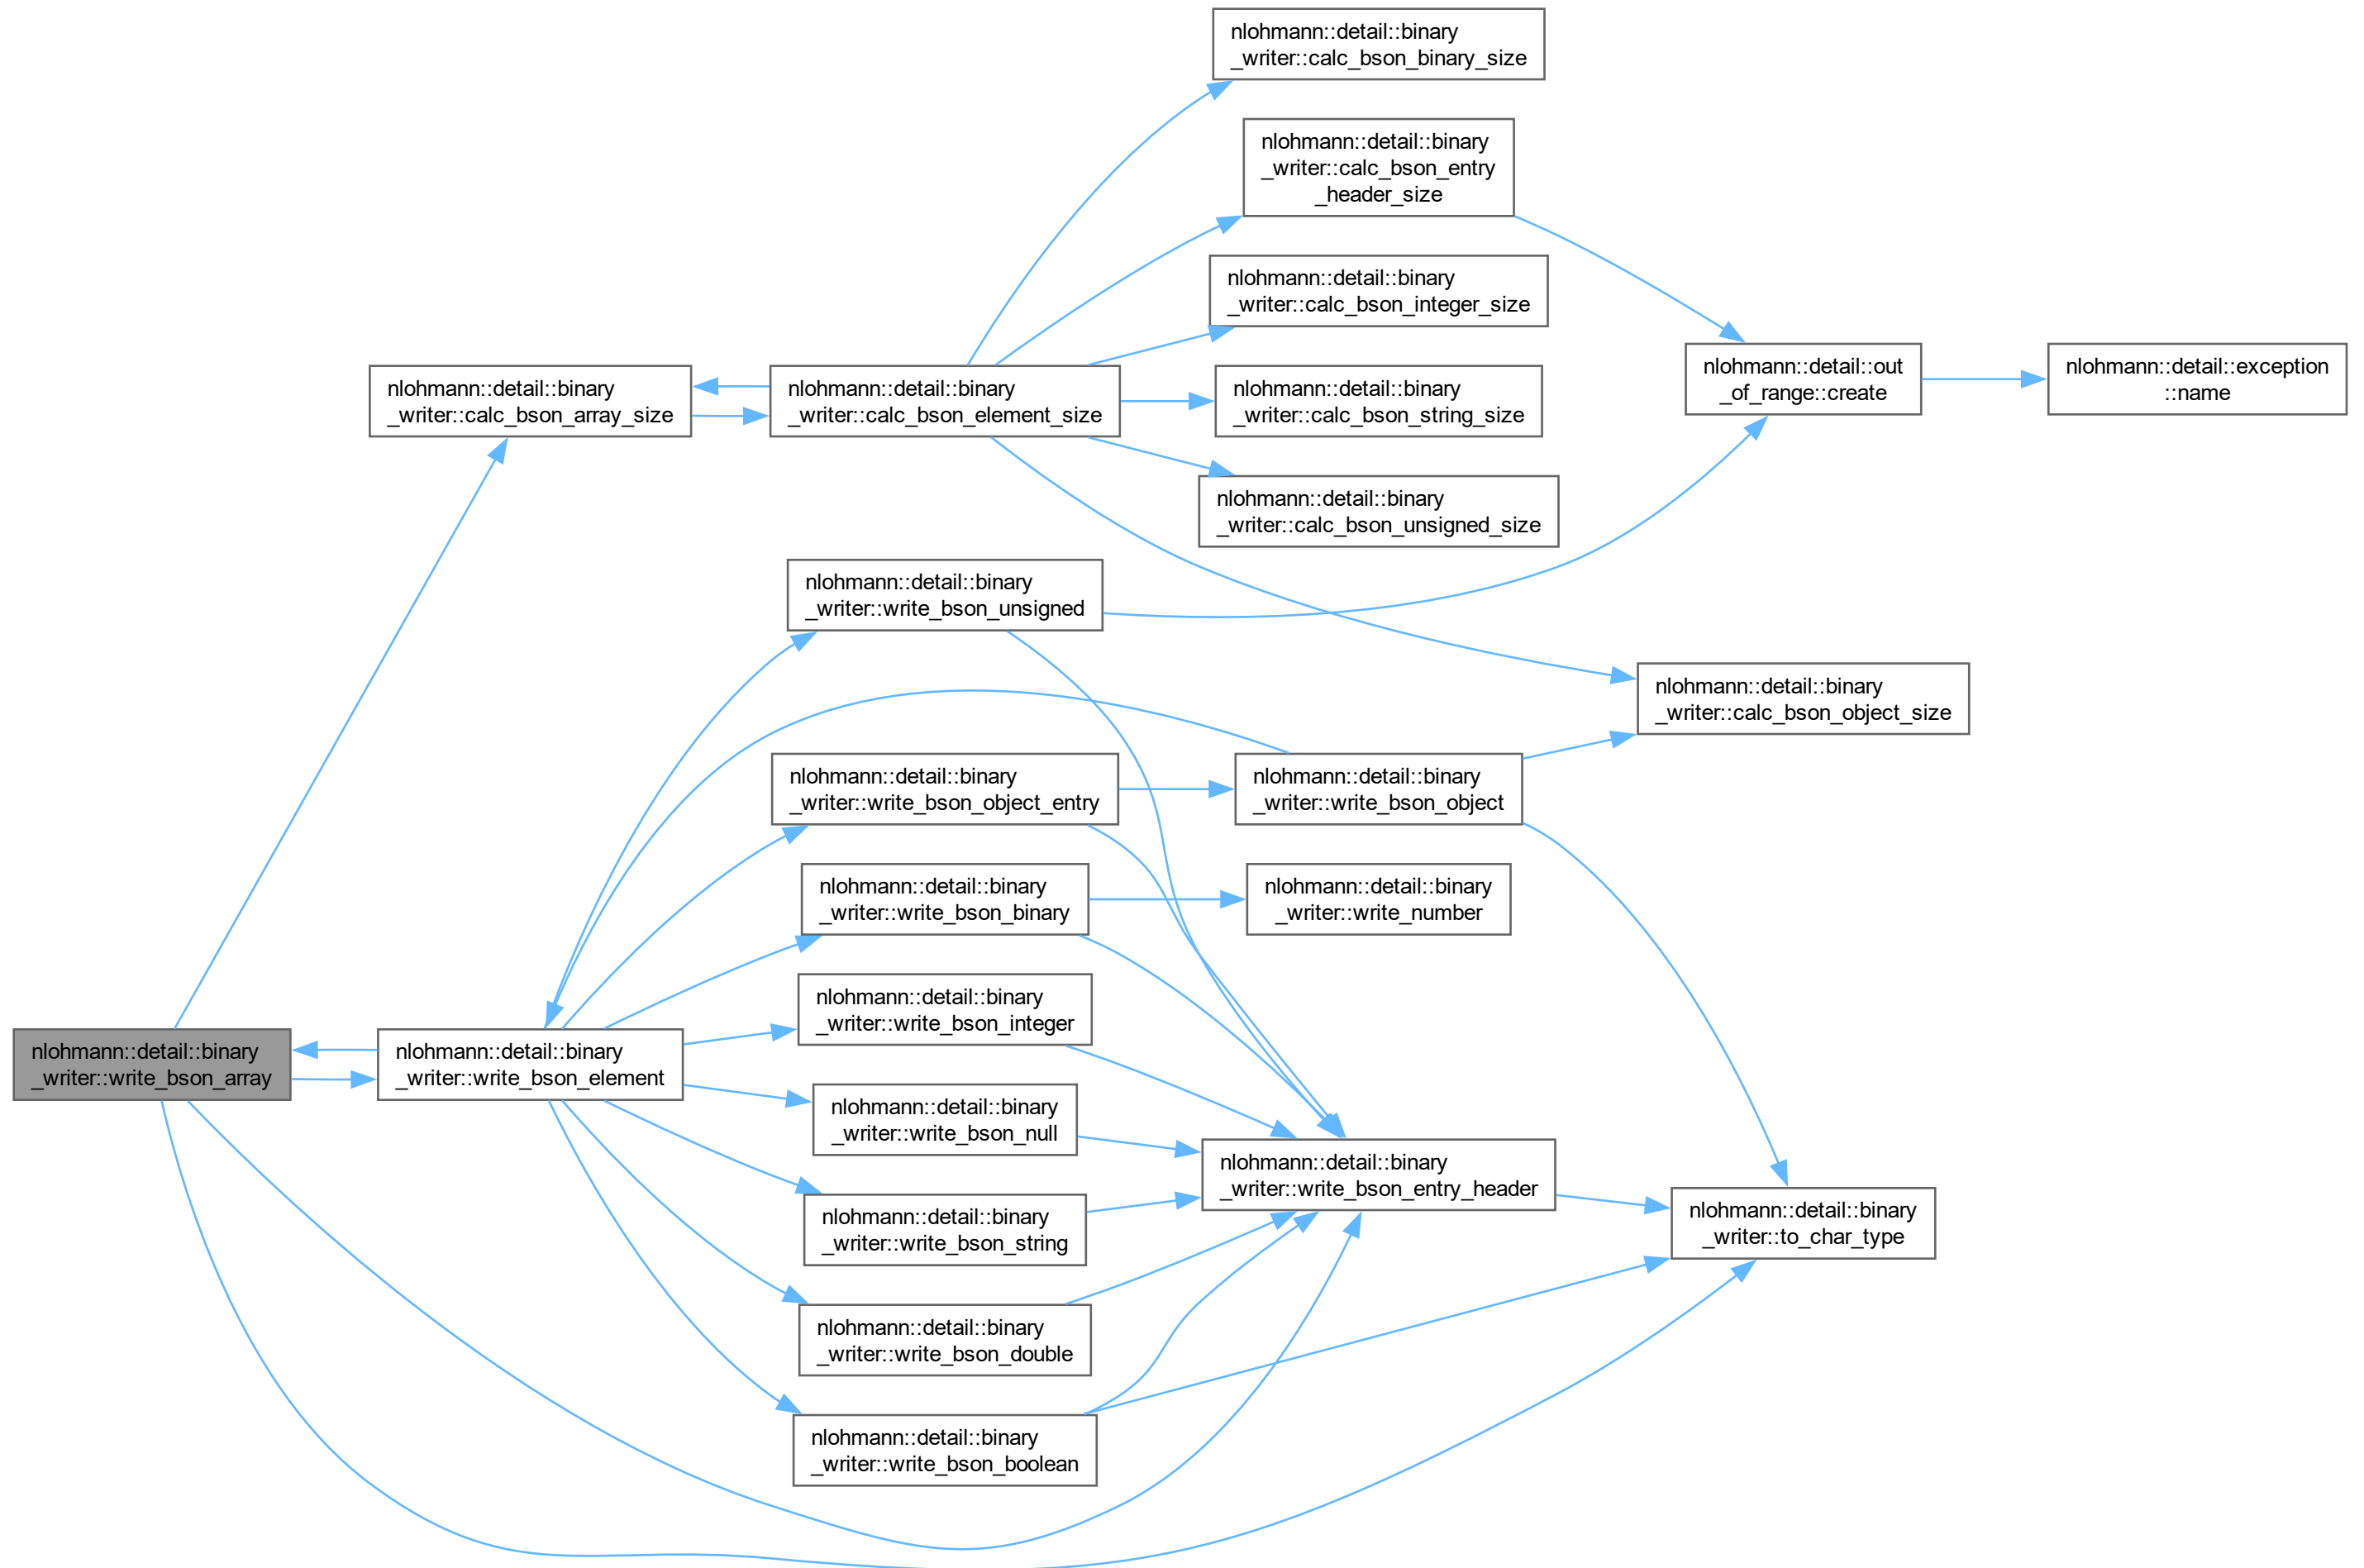 nlohmann::detail::binary
_writer::calc_bson_binary_size
nlohmann::detail::binary
_writer::calc_bson_entry
_header_size
nlohmann::detail::binary
_writer::calc_bson_integer_size
nlohmann::detail::out
_of_range::create
nlohmann::detail::exception
::name
nlohmann::detail::binary
_writer::calc_bson_array_size
nlohmann::detail::binary
_writer::calc_bson_element_size
nlohmann::detail::binary
_writer::calc_bson_string_size
nlohmann::detail::binary
_writer::calc_bson_unsigned_size
nlohmann::detail::binary
_writer::write_bson_unsigned
nlohmann::detail::binary
_writer::calc_bson_object_size
nlohmann::detail::binary
_writer::write_bson_object_entry
nlohmann::detail::binary
_writer::write_bson_object
nlohmann::detail::binary
_writer::write_bson_binary
nlohmann::detail::binary
_writer::write_number
nlohmann::detail::binary
_writer::write_bson_integer
nlohmann::detail::binary
_writer::write_bson_array
nlohmann::detail::binary
_writer::write_bson_element
nlohmann::detail::binary
_writer::write_bson_null
nlohmann::detail::binary
_writer::write_bson_entry_header
nlohmann::detail::binary
_writer::to_char_type
nlohmann::detail::binary
_writer::write_bson_string
nlohmann::detail::binary
_writer::write_bson_double
nlohmann::detail::binary
_writer::write_bson_boolean